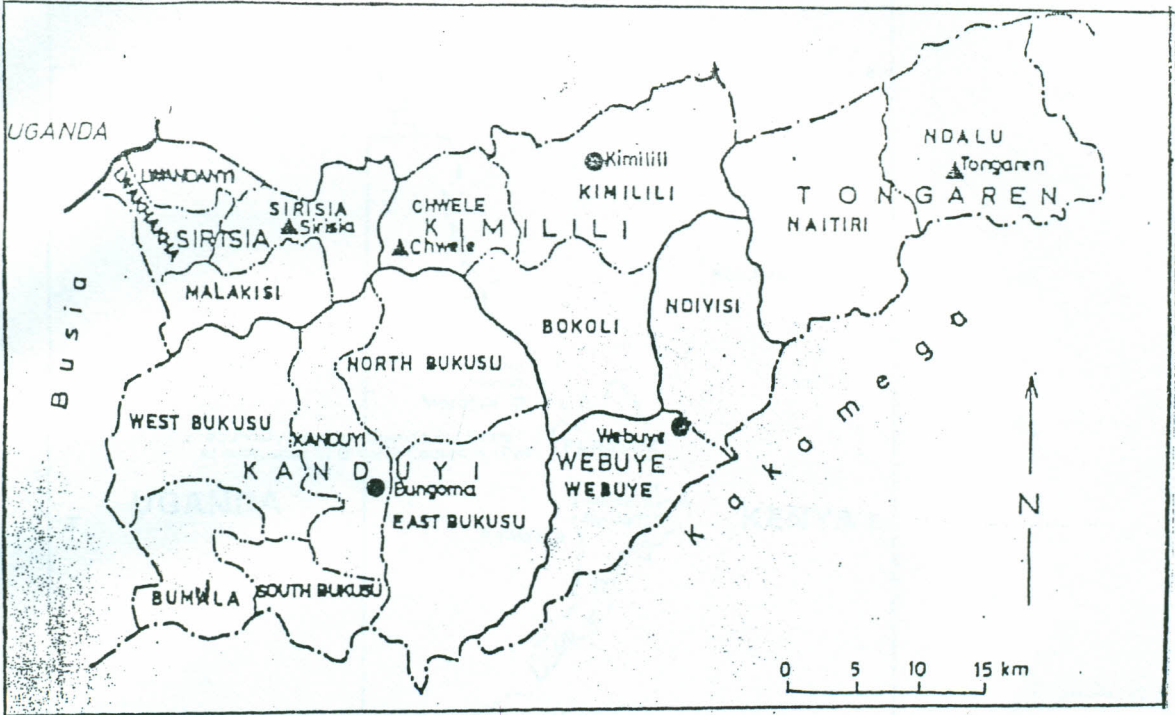 UGANDA
Kimilili
KIMILILI
NDALU
Tongaren
TONGAREN
NAITIRI
LWANDANYI
LWAKHAKHA
SIRISIA
Sirisia
SIRISIA
CHWELE
KIMILILI
Chwele
MALAKISI
BOKOLI
NDIVISI
Busia
NORTH BUKUSU
WEST BUKUSU
KANDUYI
KANDUYI
Bungoma
EAST BUKUSU
Webuye
WEBUYE
WEBUYE
Kakamega
N
BUMULA
SOUTH BUKUSU
0 5 10 15 km